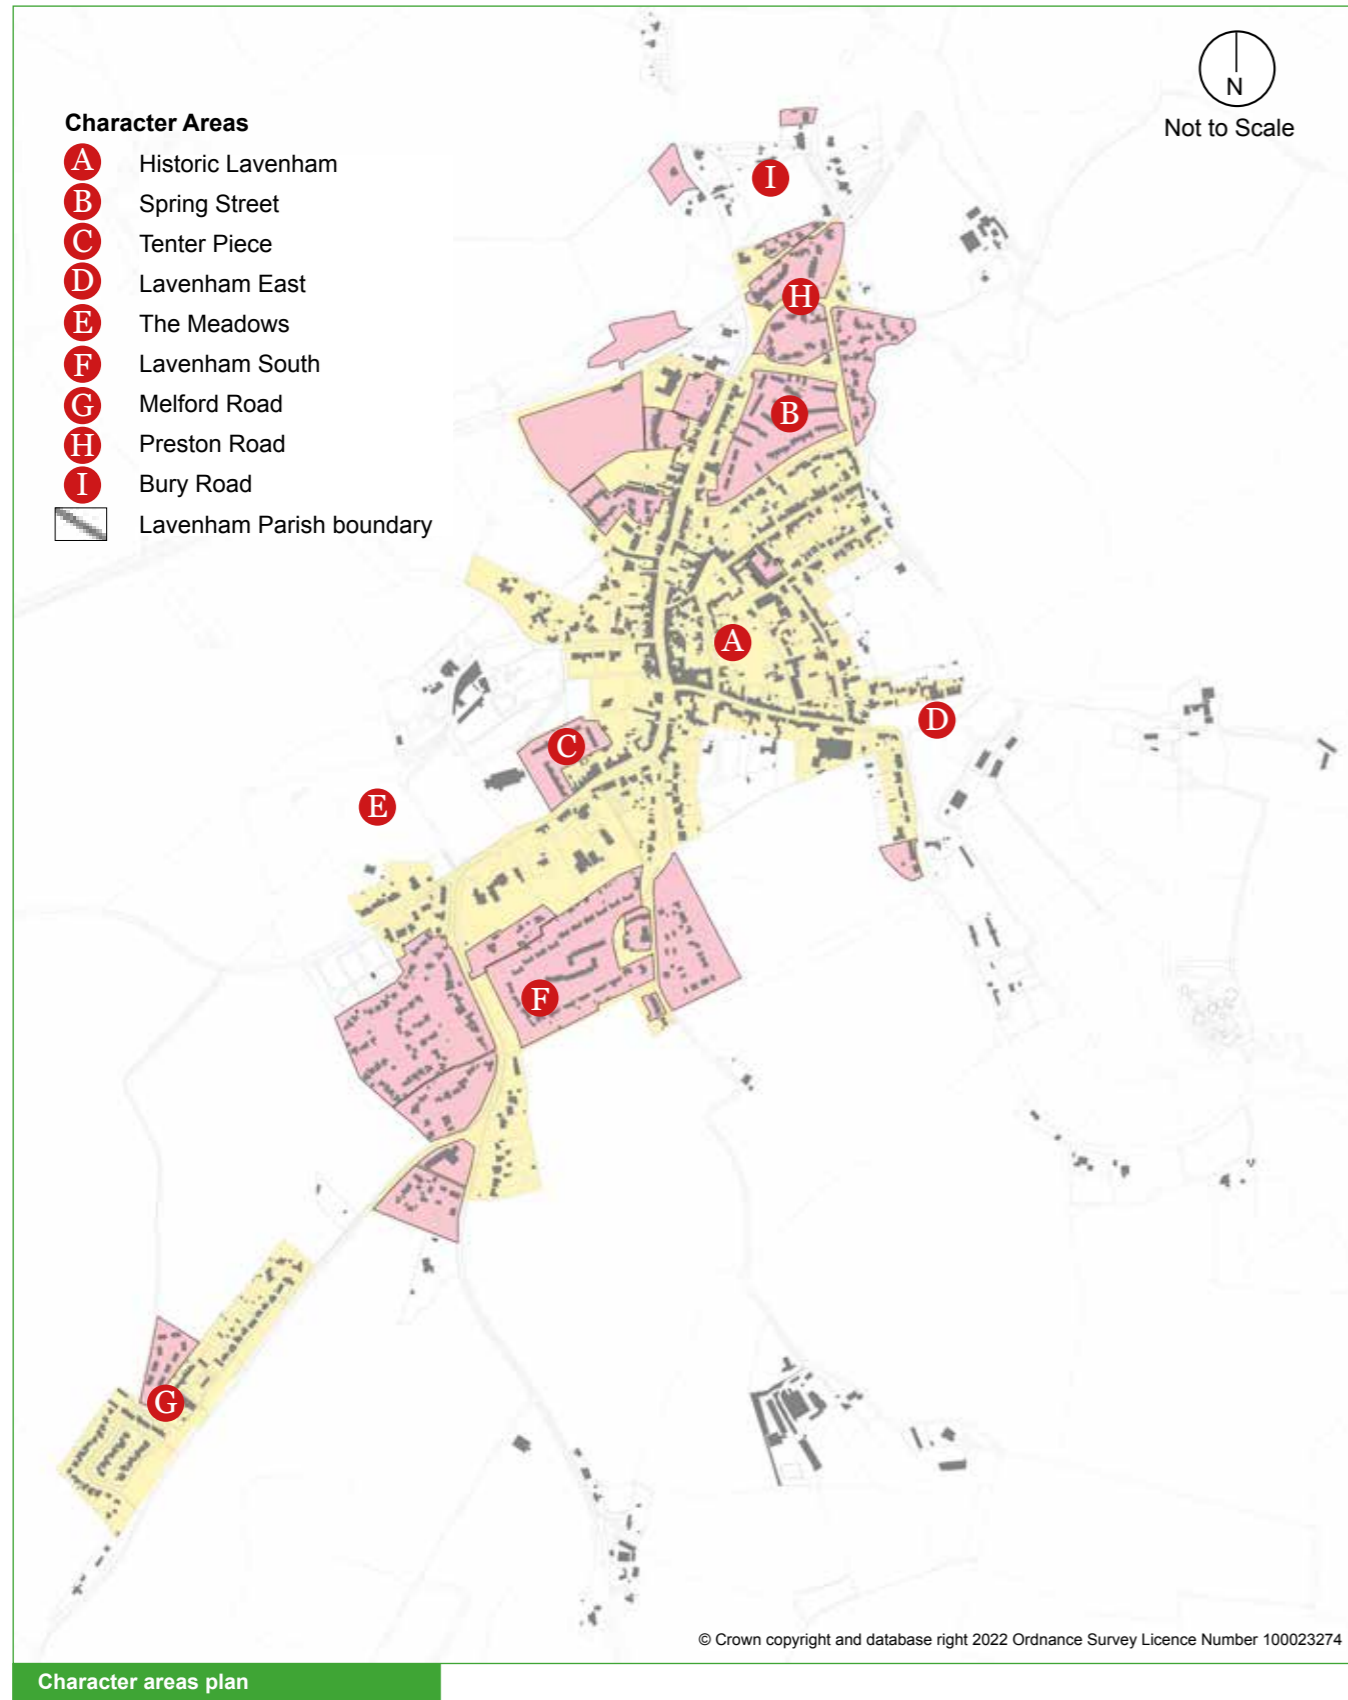 Character Areas
A Historic Lavenham
B Spring Street
C Tenter Piece
D Lavenham East
E The Meadows
F Lavenham South
G Melford Road
H Preston Road
I Bury Road
Lavenham Parish boundary
N
Not to Scale
I
H
B
A
D
C
E
F
G
© Crown copyright and database right 2022 Ordnance Survey Licence Number 100023274
Character areas plan